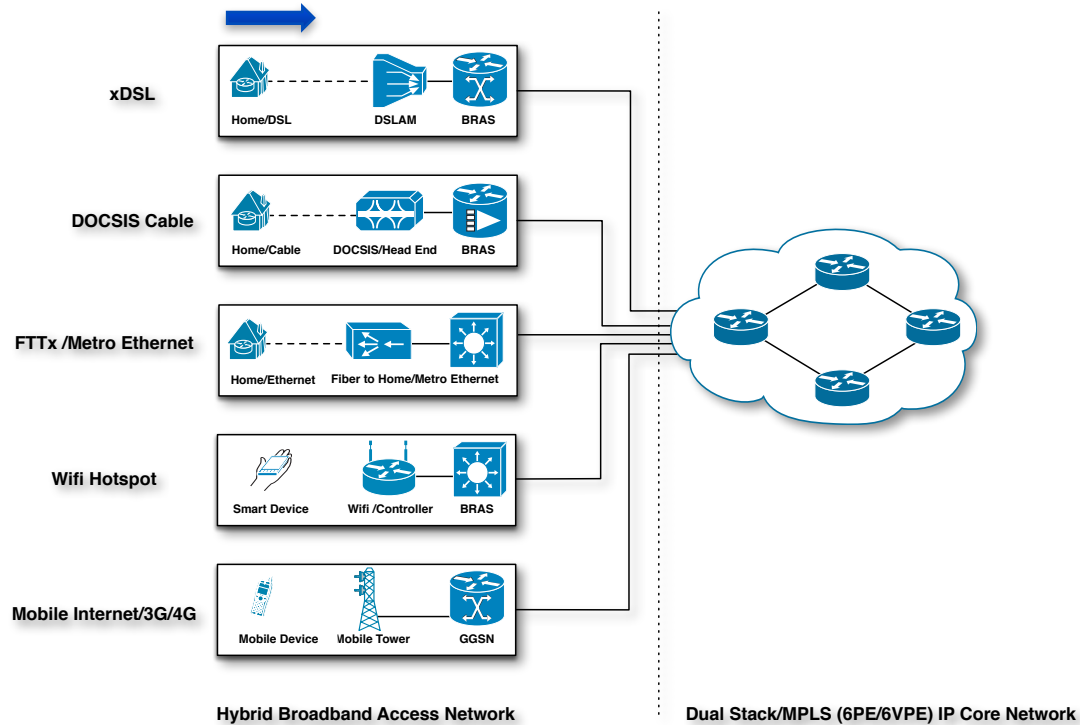 xDSL
Home/DSL
DSLAM
BRAS
DOCSIS Cable
Home/Cable
DOCSIS/Head End
BRAS
FTTx /Metro Ethernet
Home/Ethernet
Fiber to Home/Metro Ethernet
Wifi Hotspot
Smart Device
Wifi /Controller
BRAS
Mobile Internet/3G/4G
Mobile Device
Mobile Tower
GGSN
Hybrid Broadband Access Network
Dual Stack/MPLS (6PE/6VPE) IP Core Network